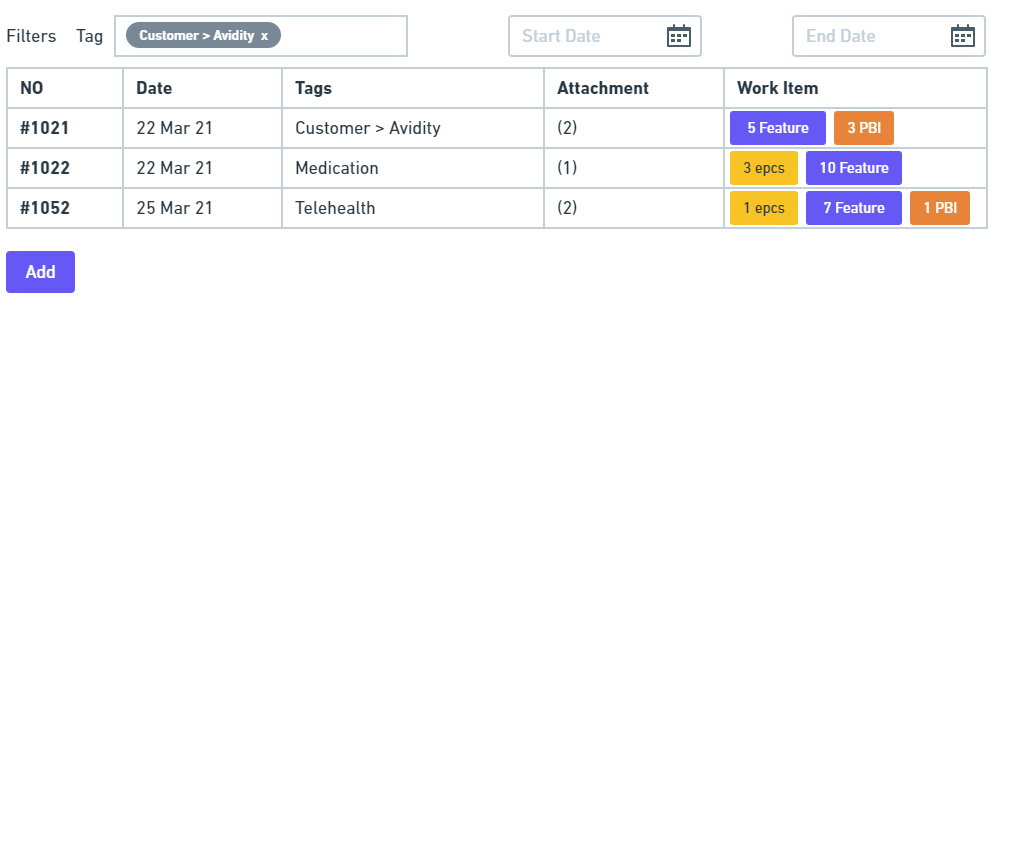 Filters Tag Customer > Avidity x Start Date End Date
NO Date Tags Attachment Work Item
#1021 22 Mar 21 Customer > Avidity (2) 5 Feature 3 PBI
#1022 22 Mar 21 Medication (1) 3 epcs 10 Feature
#1052 25 Mar 21 Telehealth (2) 1 epcs 7 Feature 1 PBI
Add